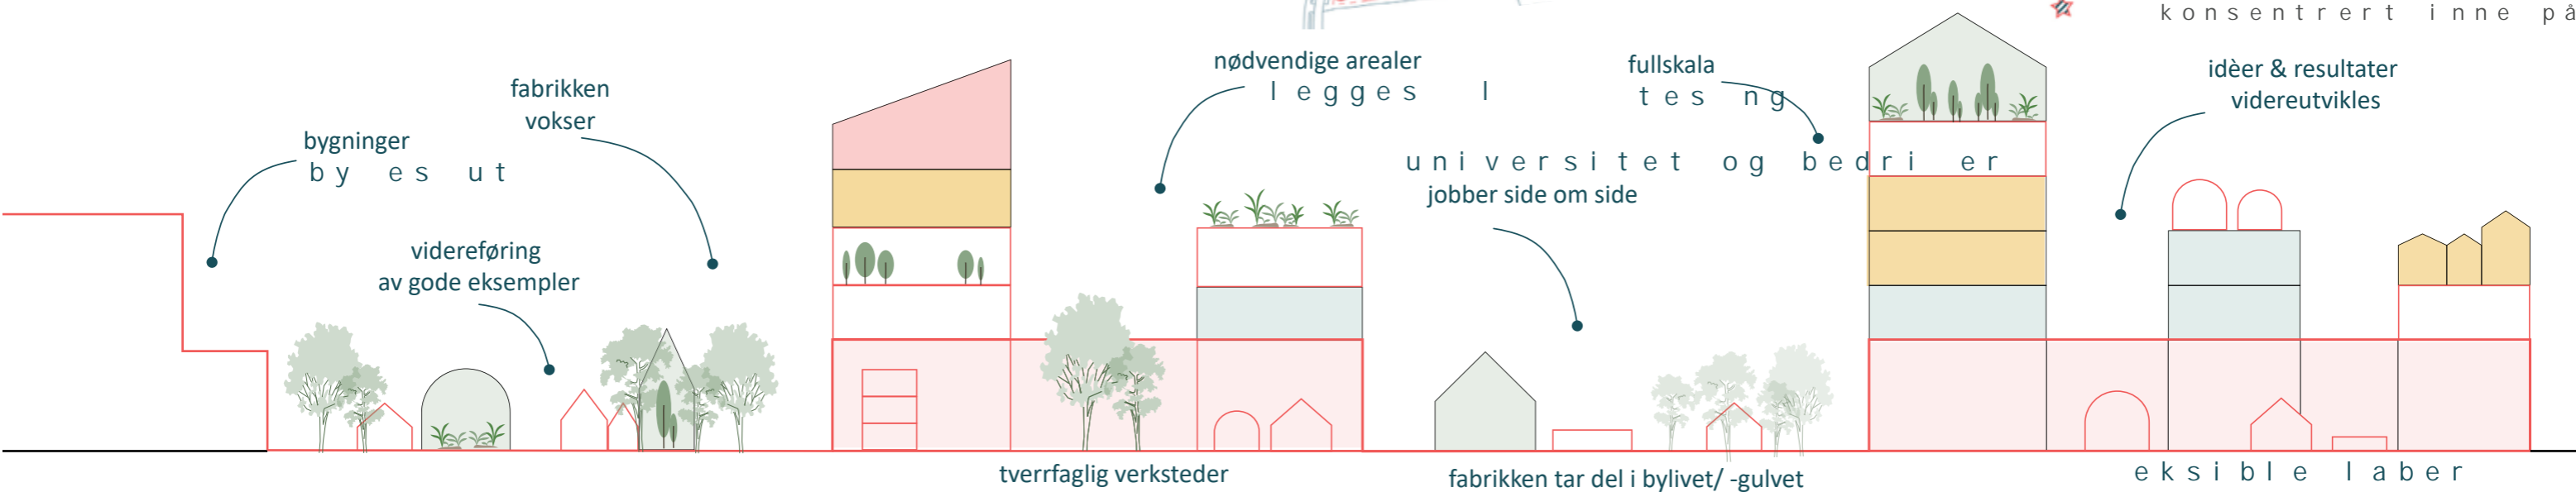 konsentrert inne på
nødvendige arealer
legges l
fullskala
tes ng
idèer & resultater
videreutvikles
fabrikken
vokser
bygninger
by es ut
universitet og bedri er
jobber side om side
videreføring
av gode eksempler
tverrfaglig verksteder
fabrikken tar del i bylivet/ -gulvet
eksible laber